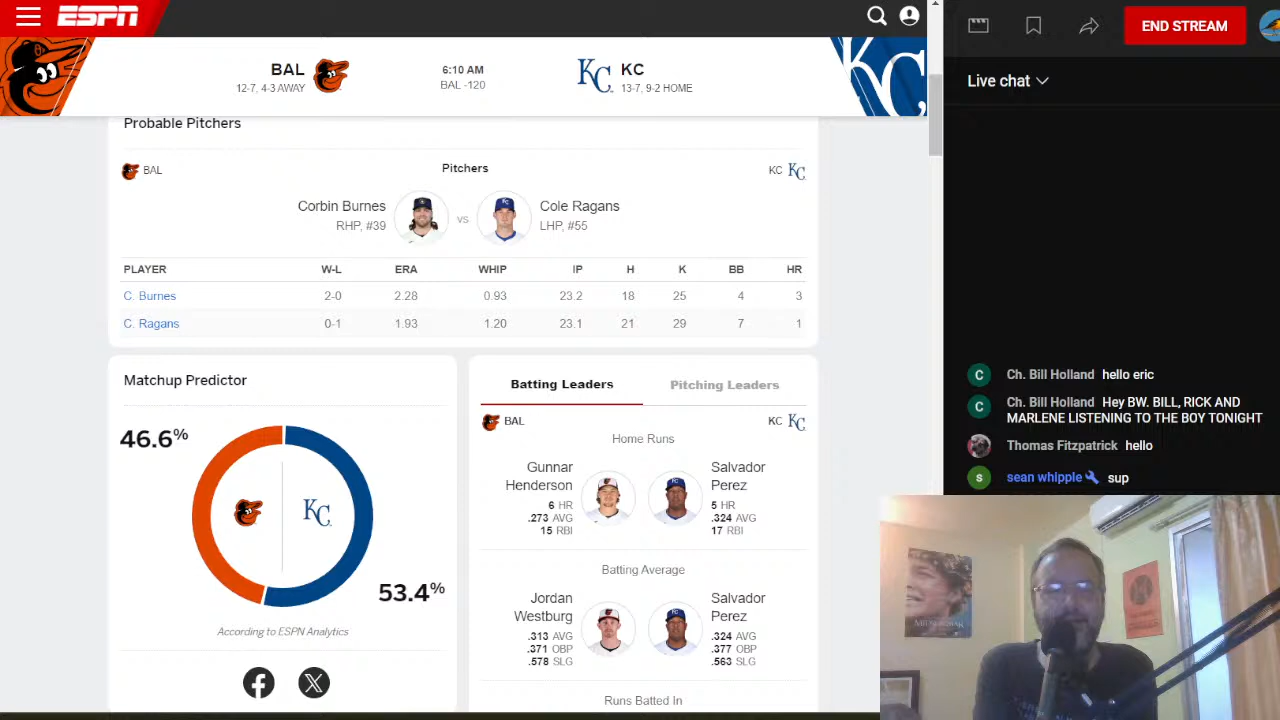 ESPN
END STREAM
BAL
12-7, 4-3 AWAY
6:10 AM
BAL -120
KC
KC
13-7, 9-2 HOME
KC
Live chat
Probable Pitchers
BAL
Pitchers
KC KC
Corbin Burnes
RHP, #39
vs
Cole Ragans
LHP, #55
PLAYER W-L ERA WHIP IP H K BB HR
C. Burnes 2-0 2.28 0.93 23.2 18 25 4 3
C. Ragans 0-1 1.93 1.20 23.1 21 29 7 1
Matchup Predictor
46.6%
KC
53.4%
According to ESPN Analytics
Batting Leaders Pitching Leaders
BAL KC KC
Home Runs
Gunnar
Henderson
6 HR
.273 AVG
15 RBI
Salvador
Perez
5 HR
.324 AVG
17 RBI
Batting Average
Jordan
Westburg
.313 AVG
.371 OBP
.578 SLG
Salvador
Perez
.324 AVG
.377 OBP
.563 SLG
Runs Batted In
C Ch. Bill Holland hello eric
C Ch. Bill Holland Hey BW. BILL, RICK AND
MARLENE LISTENING TO THE BOY TONIGHT
Thomas Fitzpatrick hello
s sean whipple sup